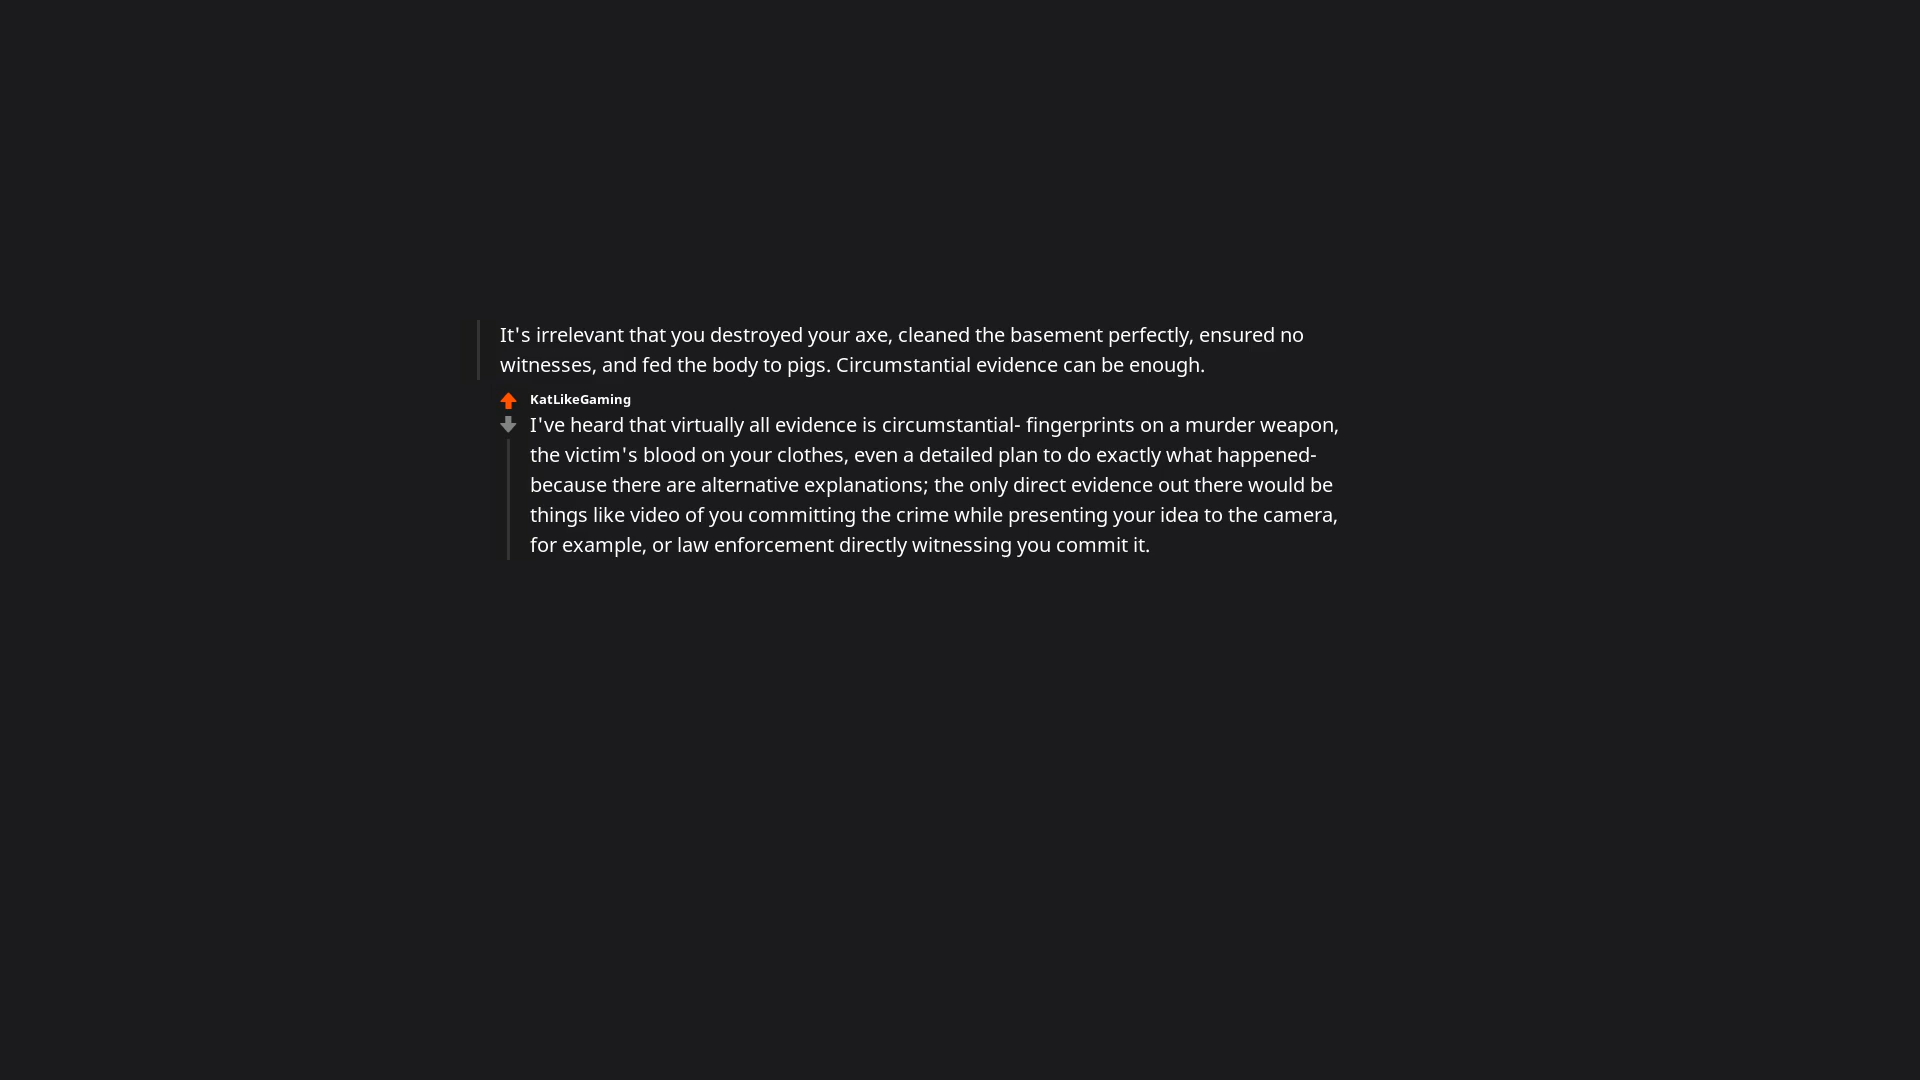 It's irrelevant that you destroyed your axe, cleaned the basement perfectly, ensured no
witnesses, and fed the body to pigs. Circumstantial evidence can be enough.
KatLikeGaming
I've heard that virtually all evidence is circumstantial- fingerprints on a murder weapon,
the victim's blood on your clothes, even a detailed plan to do exactly what happened-
because there are alternative explanations; the only direct evidence out there would be
things like video of you committing the crime while presenting your idea to the camera,
for example, or law enforcement directly witnessing you commit it.